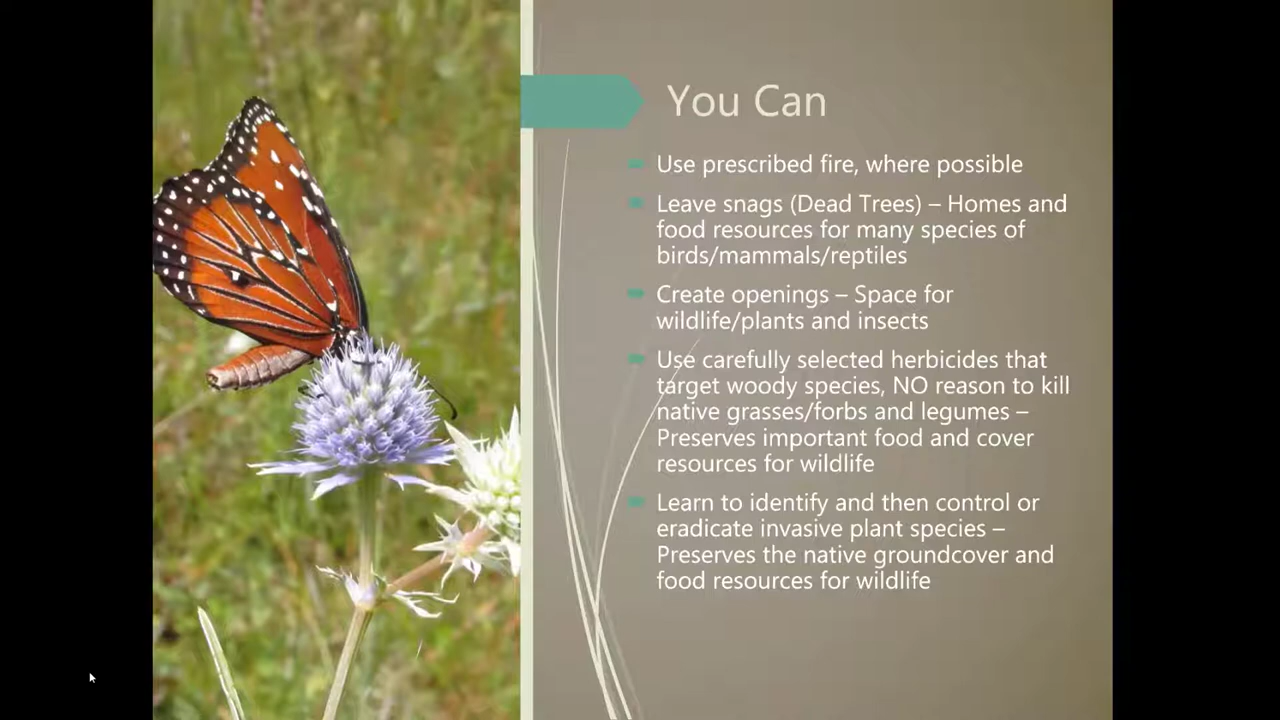 You Can
Use prescribed fire, where possible
Leave snags (Dead Trees) – Homes and
food resources for many species of
birds/mammals/reptiles
Create openings – Space for
wildlife/plants and insects
Use carefully selected herbicides that
target woody species, NO reason to kill
native grasses/forbs and legumes –
Preserves important food and cover
resources for wildlife
Learn to identify and then control or
eradicate invasive plant species –
Preserves the native groundcover and
food resources for wildlife